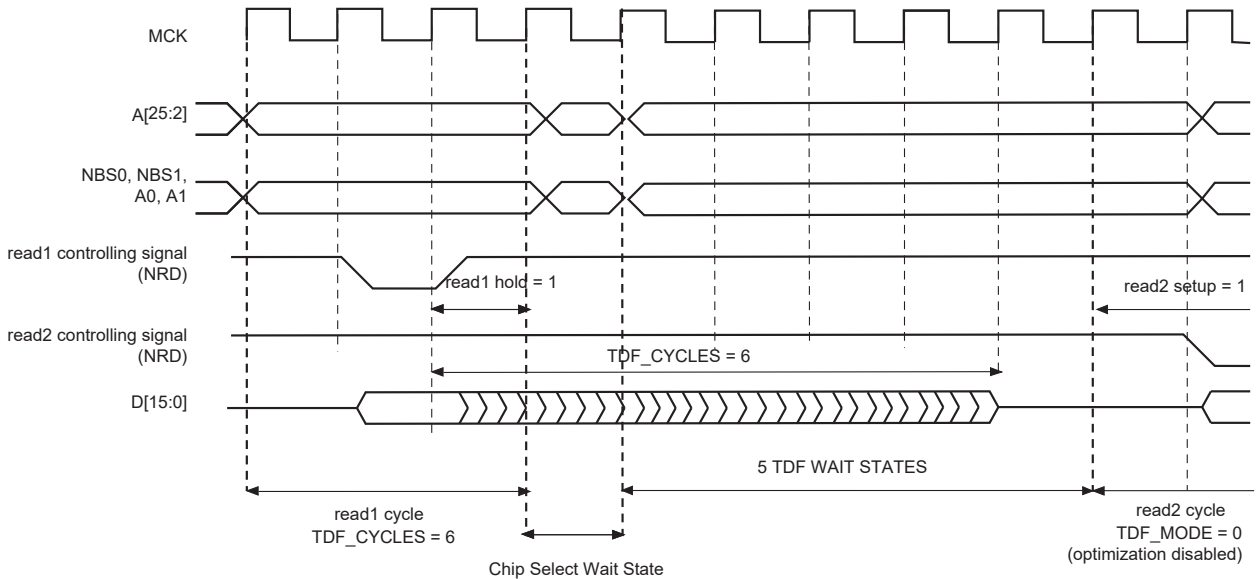 MCK
A[25:2]
NBS0, NBS1,
A0, A1
read1 controlling signal
(NRD)
read1 hold = 1
read2 setup = 1
read2 controlling signal
(NRD)
TDF_CYCLES = 6
D[15:0]
5 TDF WAIT STATES
read1 cycle
TDF_CYCLES = 6
read2 cycle
TDF_MODE = 0
(optimization disabled)
Chip Select Wait State